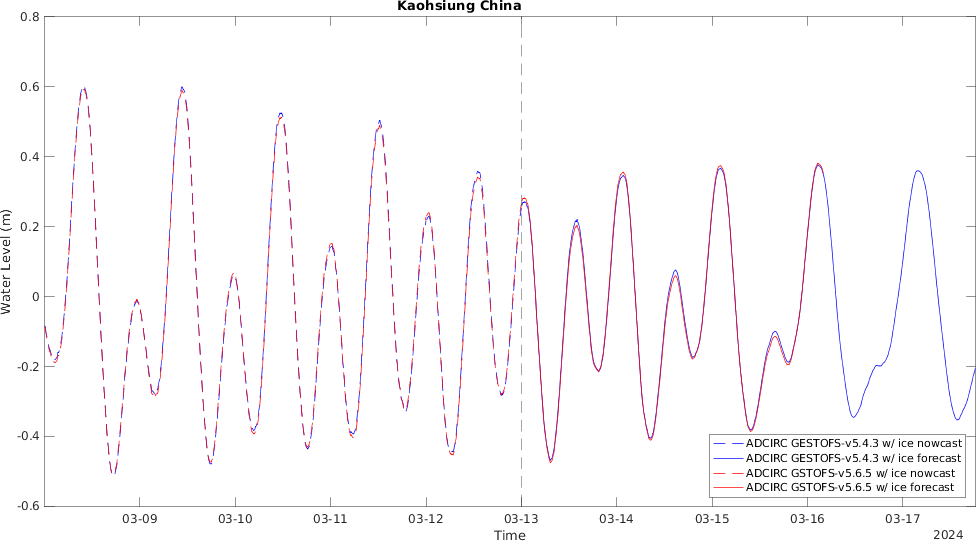 Kaohsiung China
0.8
0.6
0.4
0.2
0
-0.2
-0.4
-0.6
Water Level (m)
ADCIRC GESTOFS-v5.4.3 w/ ice nowcast
ADCIRC GESTOFS-v5.4.3 w/ ice forecast
ADCIRC GSTOFS-v5.6.5 w/ ice nowcast
ADCIRC GSTOFS-v5.6.5 w/ ice forecast
03-09 03-10 03-11 03-12 03-13 03-14 03-15 03-16 03-17
Time
2024